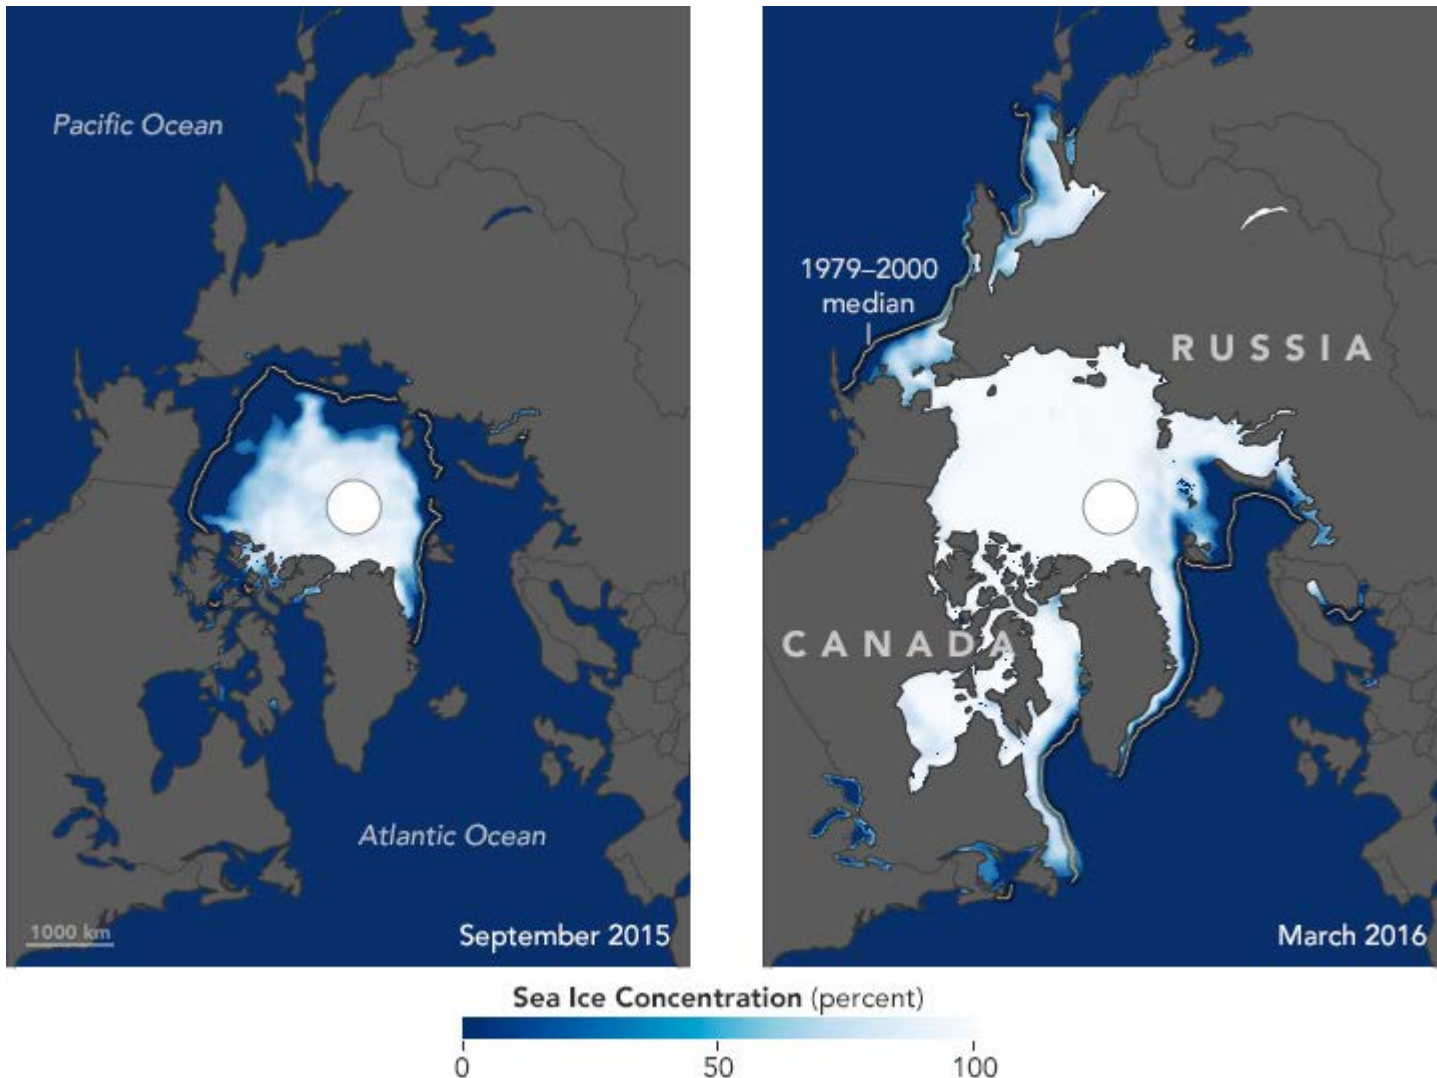 Pacific Ocean
Atlantic Ocean
1000 km
September 2015
1979–2000
median
RUSSIA
CANADA
March 2016
Sea Ice Concentration (percent)
0
50
100